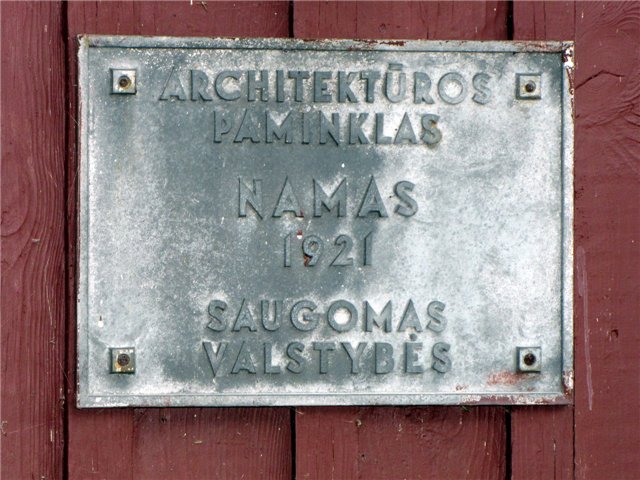 ARCHITEKTŪROS
PAMINKLAS
NAMAS
1921
SAUGOMAS
VALSTYBĖS